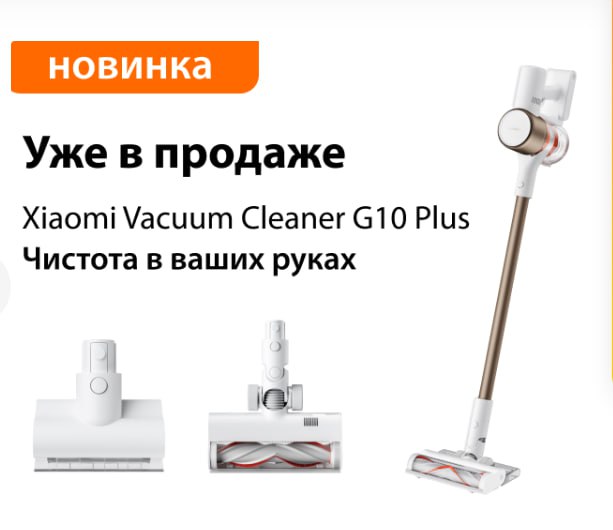 новинка
Уже в продаже
Xiaomi Vacuum Cleaner G10 Plus
Чистота в ваших руках